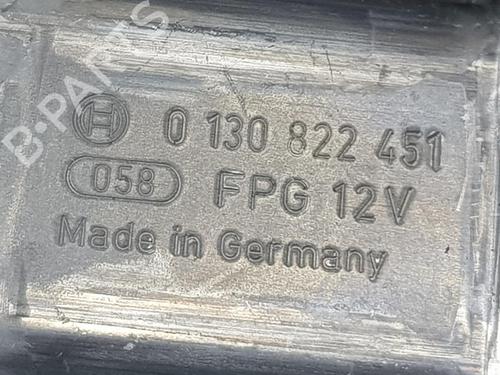 B-PARTS
0 130 822 451
058 FPG 12V
Made in Germany